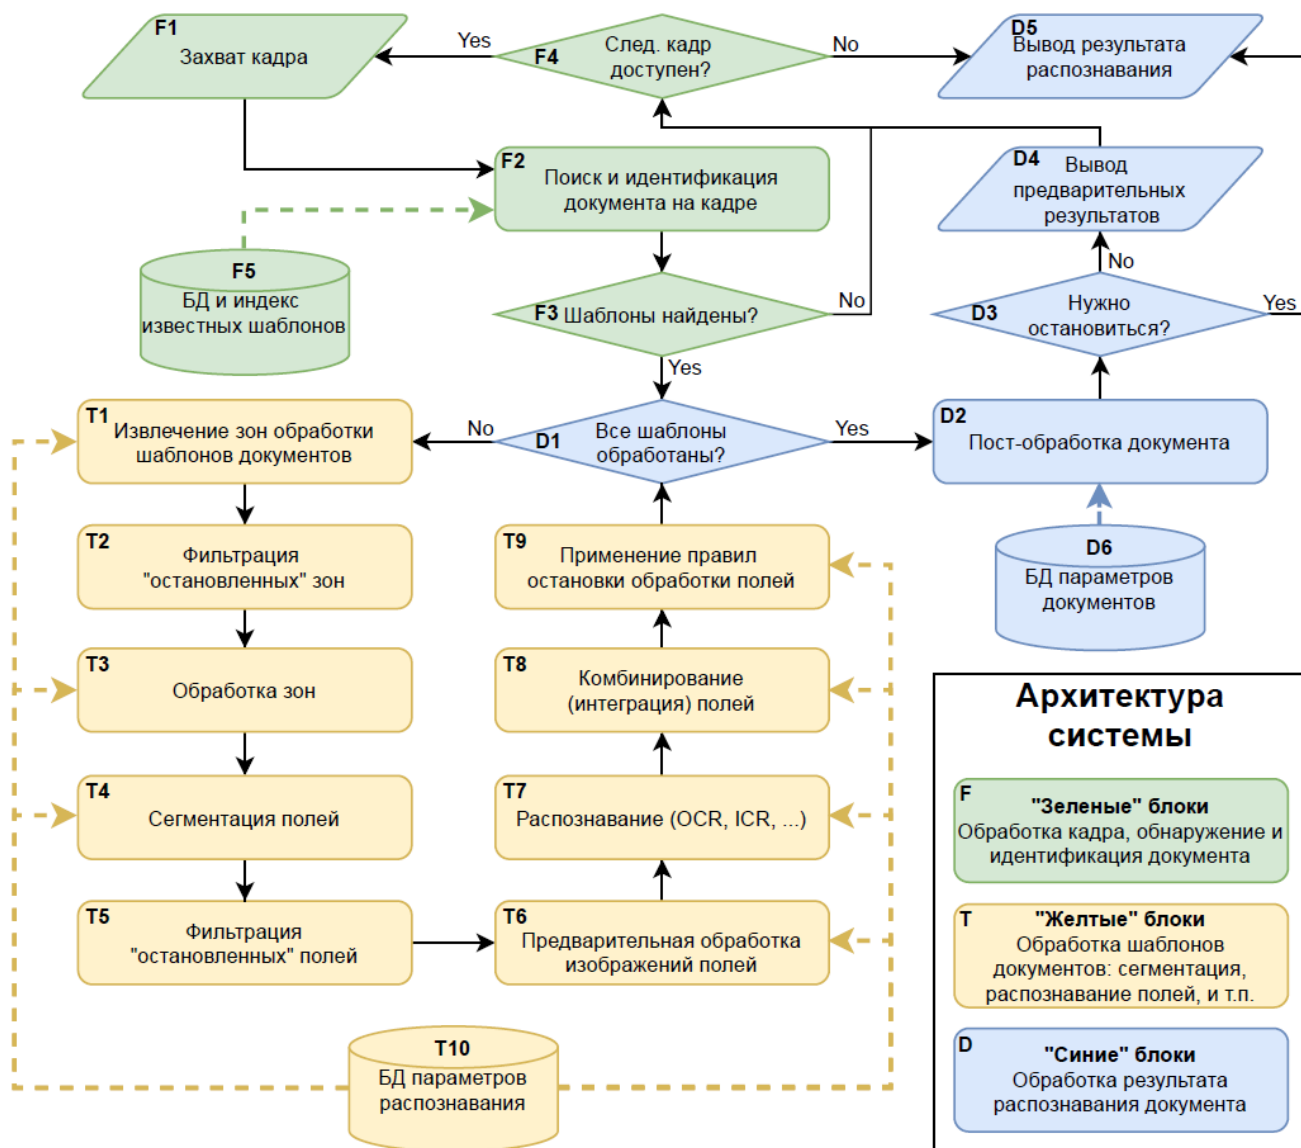 F1
Захват кадра
Yes
F4
След. кадр
доступен?
No
D5
Вывод результата
распознавания
F2
Поиск и идентификация
документа на кадре
D4
Вывод
предварительных
результатов
F5
БД и индекс
известных шаблонов
F3
Шаблоны найдены?
No
Yes
No
D3
Нужно
остановиться?
Yes
T1
Извлечение зон обработки
шаблонов документов
No
D1
Все шаблоны
обработаны?
Yes
D2
Пост-обработка документа
T2
Фильтрация
"остановленных" зон
T9
Применение правил
остановки обработки полей
D6
БД параметров
документов
T3
Обработка зон
T8
Комбинирование
(интеграция) полей
T4
Сегментация полей
T7
Распознавание (OCR, ICR, ...)
T5
Фильтрация
"остановленных" полей
T6
Предварительная обработка
изображений полей
T10
БД параметров
распознавания
Архитектура
системы
F
"Зеленые" блоки
Обработка кадра, обнаружение и
идентификация документа
T
"Желтые" блоки
Обработка шаблонов
документов: сегментация,
распознавание полей, и т.п.
D
"Синие" блоки
Обработка результата
распознавания документа